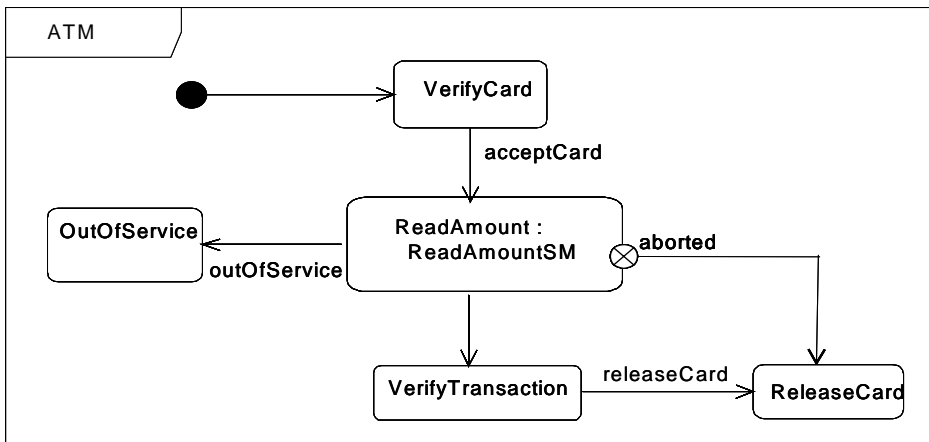 ATM
VerifyCard
acceptCard
ReadAmount :
ReadAmountSM
OutOfService
outOfService
aborted
VerifyTransaction
releaseCard
ReleaseCard